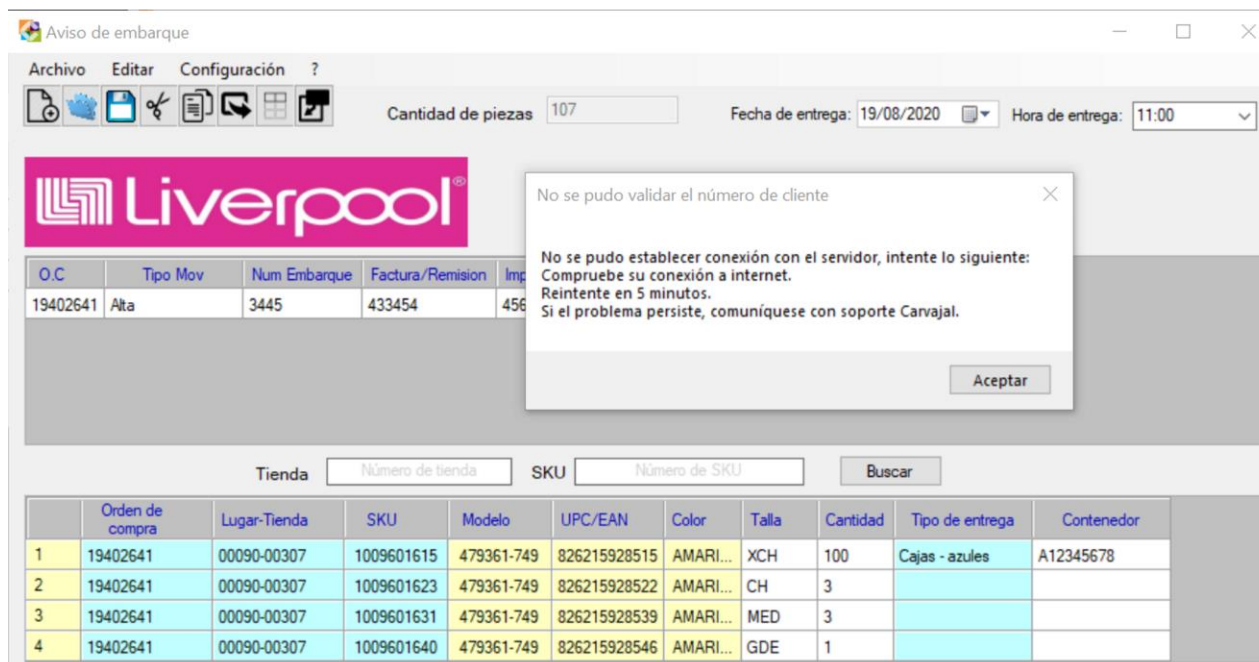 Aviso de embarque
Archivo Editar Configuración ?
Cantidad de piezas 107 Fecha de entrega: 19/08/2020 Hora de entrega: 11:00
Liverpool®
No se pudo validar el número de cliente
No se pudo establecer conexión con el servidor, intente lo siguiente:
Compruebe su conexión a internet.
Reintente en 5 minutos.
Si el problema persiste, comuníquese con soporte Carvajal.
Aceptar
O.C Tipo Mov Num Embarque Factura/Remision Imp
19402641 Alta 3445 433454 456
Tienda Número de tienda SKU Número de SKU Buscar
Orden de compra Lugar-Tienda SKU Modelo UPC/EAN Color Talla Cantidad Tipo de entrega Contenedor
1 19402641 00090-00307 1009601615 479361-749 826215928515 AMARI... XCH 100 Cajas - azules A12345678
2 19402641 00090-00307 1009601623 479361-749 826215928522 AMARI... CH 3
3 19402641 00090-00307 1009601631 479361-749 826215928539 AMARI... MED 3
4 19402641 00090-00307 1009601640 479361-749 826215928546 AMARI... GDE 1